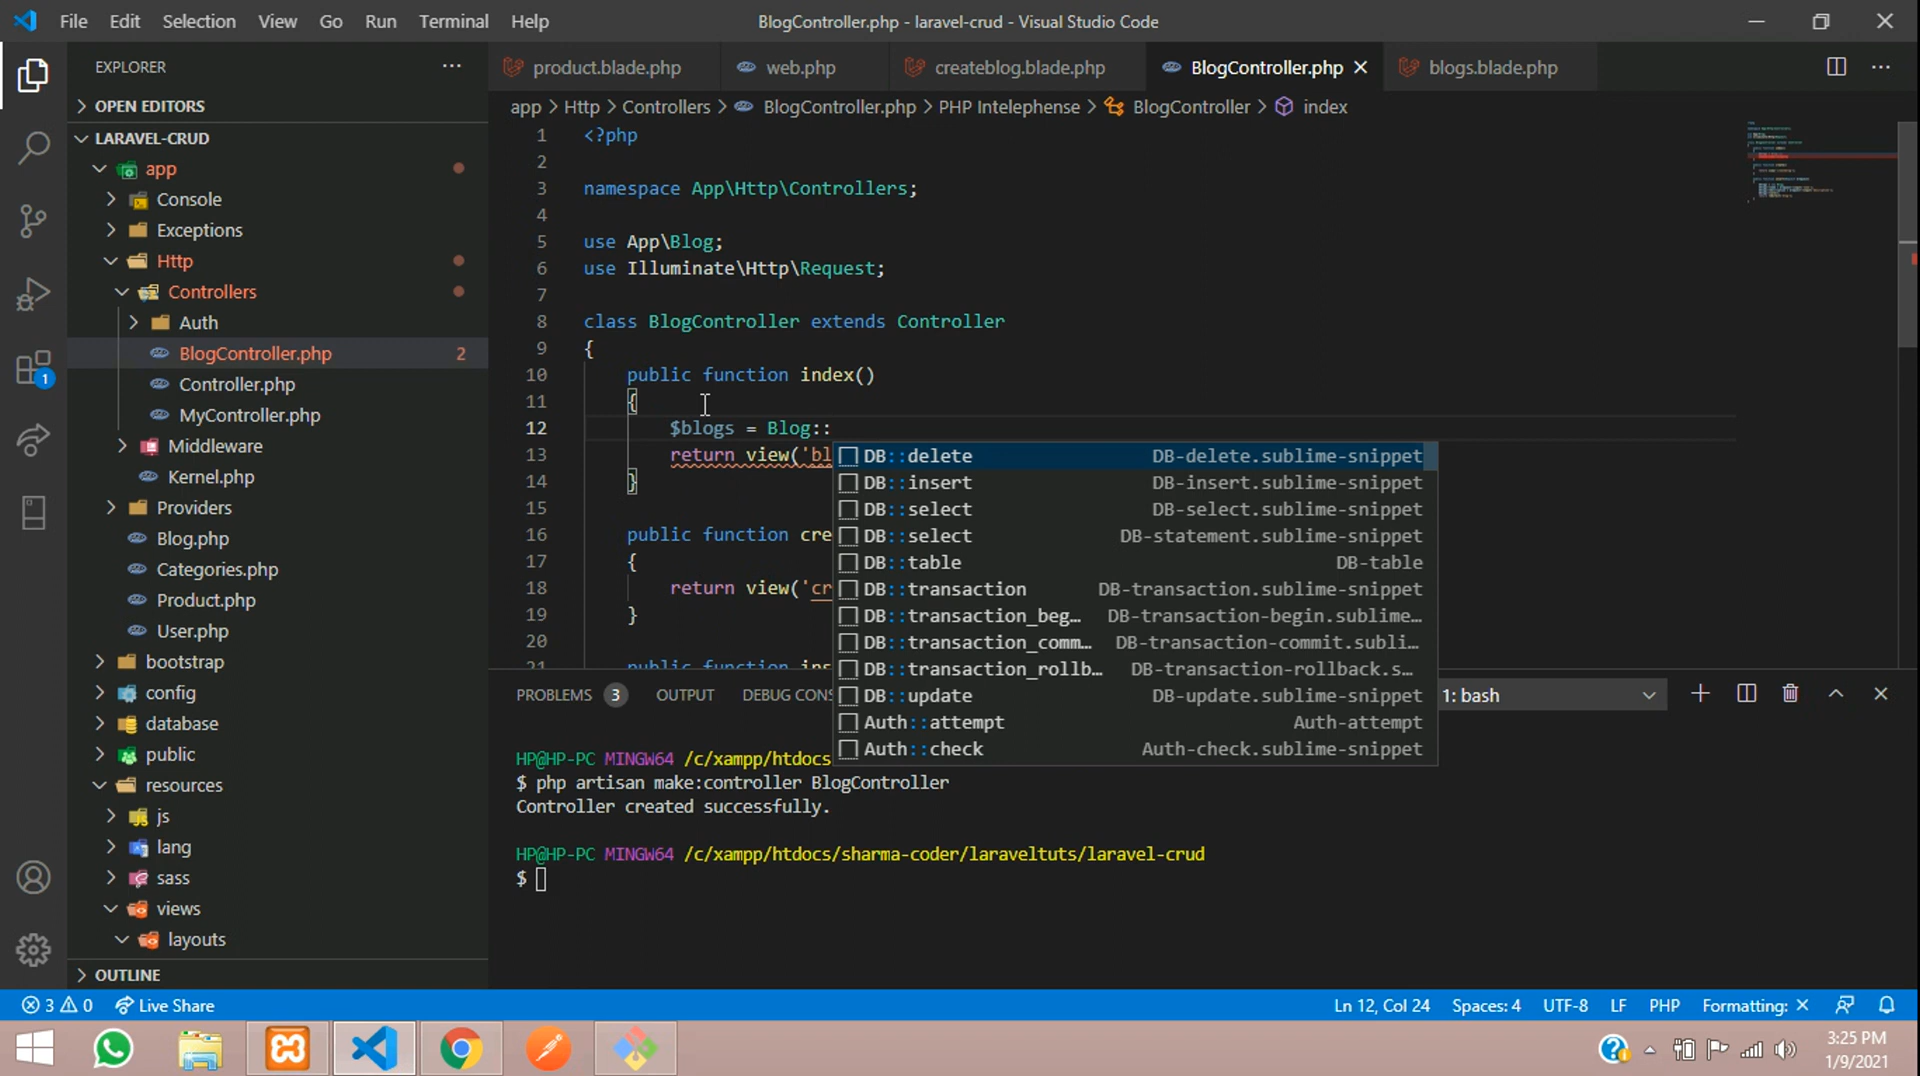 File Edit Selection View Go Run Terminal Help
BlogController.php - laravel-crud - Visual Studio Code
EXPLORER
OPEN EDITORS
LARAVEL-CRUD
app
Console
Exceptions
Http
Controllers
Auth
BlogController.php 2
Controller.php
MyController.php
Middleware
Kernel.php
Providers
Blog.php
Categories.php
Product.php
User.php
bootstrap
config
database
public
resources
js
lang
sass
views
layouts
OUTLINE
1
product.blade.php web.php createblog.blade.php BlogController.php blogs.blade.php
app > Http > Controllers > BlogController.php > PHP Intelephense > BlogController > index
1 <?php
2
3 namespace App\Http\Controllers;
4
5 use App\Blog;
6 use Illuminate\Http\Request;
7
8 class BlogController extends Controller
9 {
10 public function index()
11 {
12 $blogs = Blog::
13 return view('bl
14 }
15
16 public function cre
17 {
18 return view('cr
19 }
20
21 public function ins
DB::delete DB-delete.sublime-snippet
DB::insert DB-insert.sublime-snippet
DB::select DB-select.sublime-snippet
DB::select DB-statement.sublime-snippet
DB::table DB-table
DB::transaction DB-transaction.sublime-snippet
DB::transaction_beg… DB-transaction-begin.sublime…
DB::transaction_comm… DB-transaction-commit.subli…
DB::transaction_rollb… DB-transaction-rollback.s…
DB::update DB-update.sublime-snippet
Auth::attempt Auth-attempt
Auth::check Auth-check.sublime-snippet
PROBLEMS 3 OUTPUT DEBUG CONS 1: bash
HP@HP-PC MINGW64 /c/xampp/htdocs
$ php artisan make:controller BlogController
Controller created successfully.
HP@HP-PC MINGW64 /c/xampp/htdocs/sharma-coder/laraveltuts/laravel-crud
$
3 0 Live Share Ln 12, Col 24 Spaces: 4 UTF-8 LF PHP Formatting: ×
3:25 PM
1/9/2021